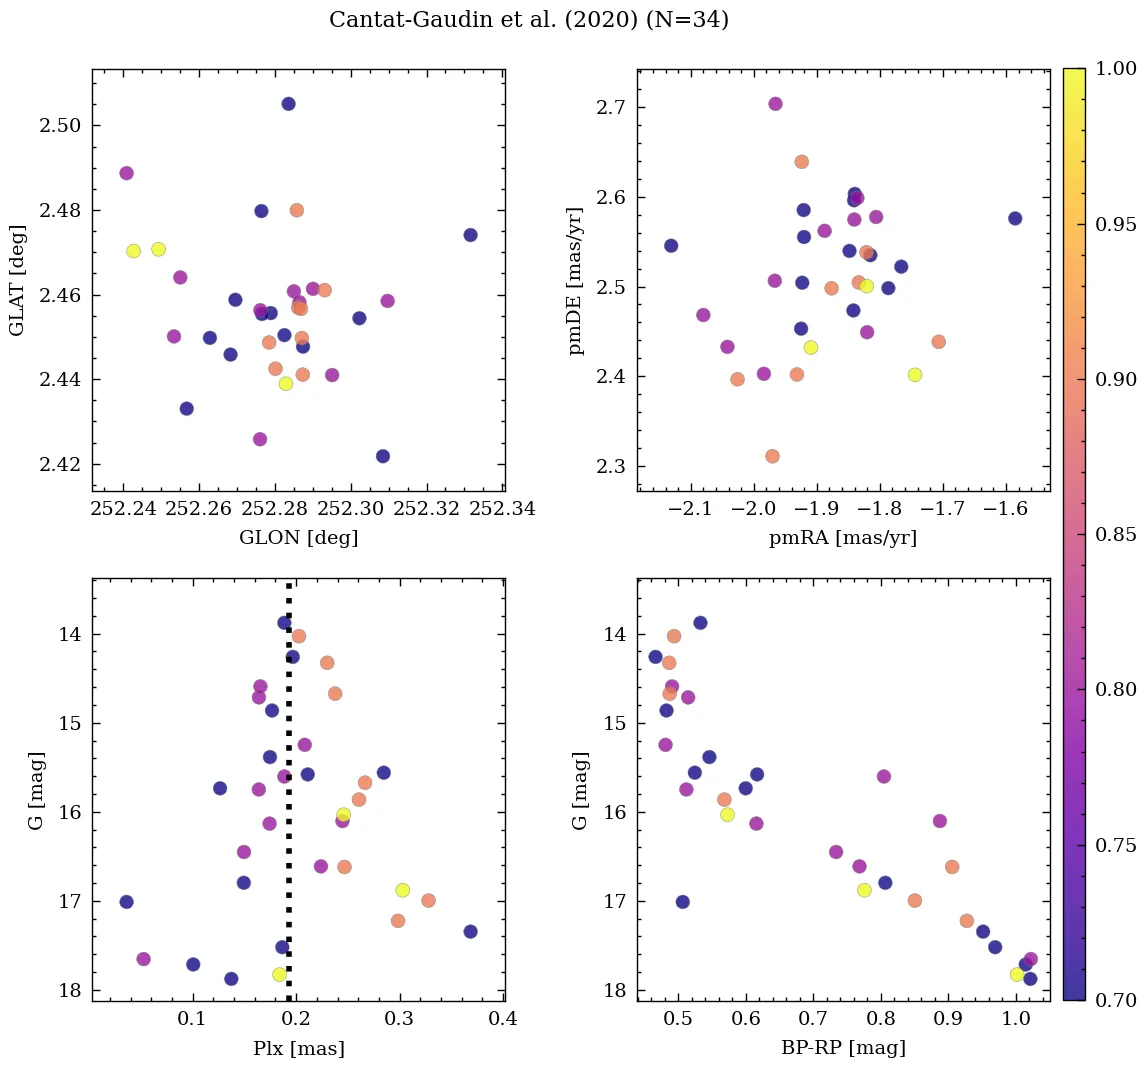 Cantat-Gaudin et al. (2020) (N=34)
GLAT [deg]
2.50
2.48
2.46
2.44
2.42
252.24 252.26 252.28 252.30 252.32 252.34
GLON [deg]
pmDE [mas/yr]
2.7
2.6
2.5
2.4
2.3
−2.1 −2.0 −1.9 −1.8 −1.7 −1.6
pmRA [mas/yr]
1.00
0.95
0.90
0.85
0.80
0.75
0.70
G [mag]
14
15
16
17
18
0.1 0.2 0.3 0.4
Plx [mas]
G [mag]
14
15
16
17
18
0.5 0.6 0.7 0.8 0.9 1.0
BP-RP [mag]